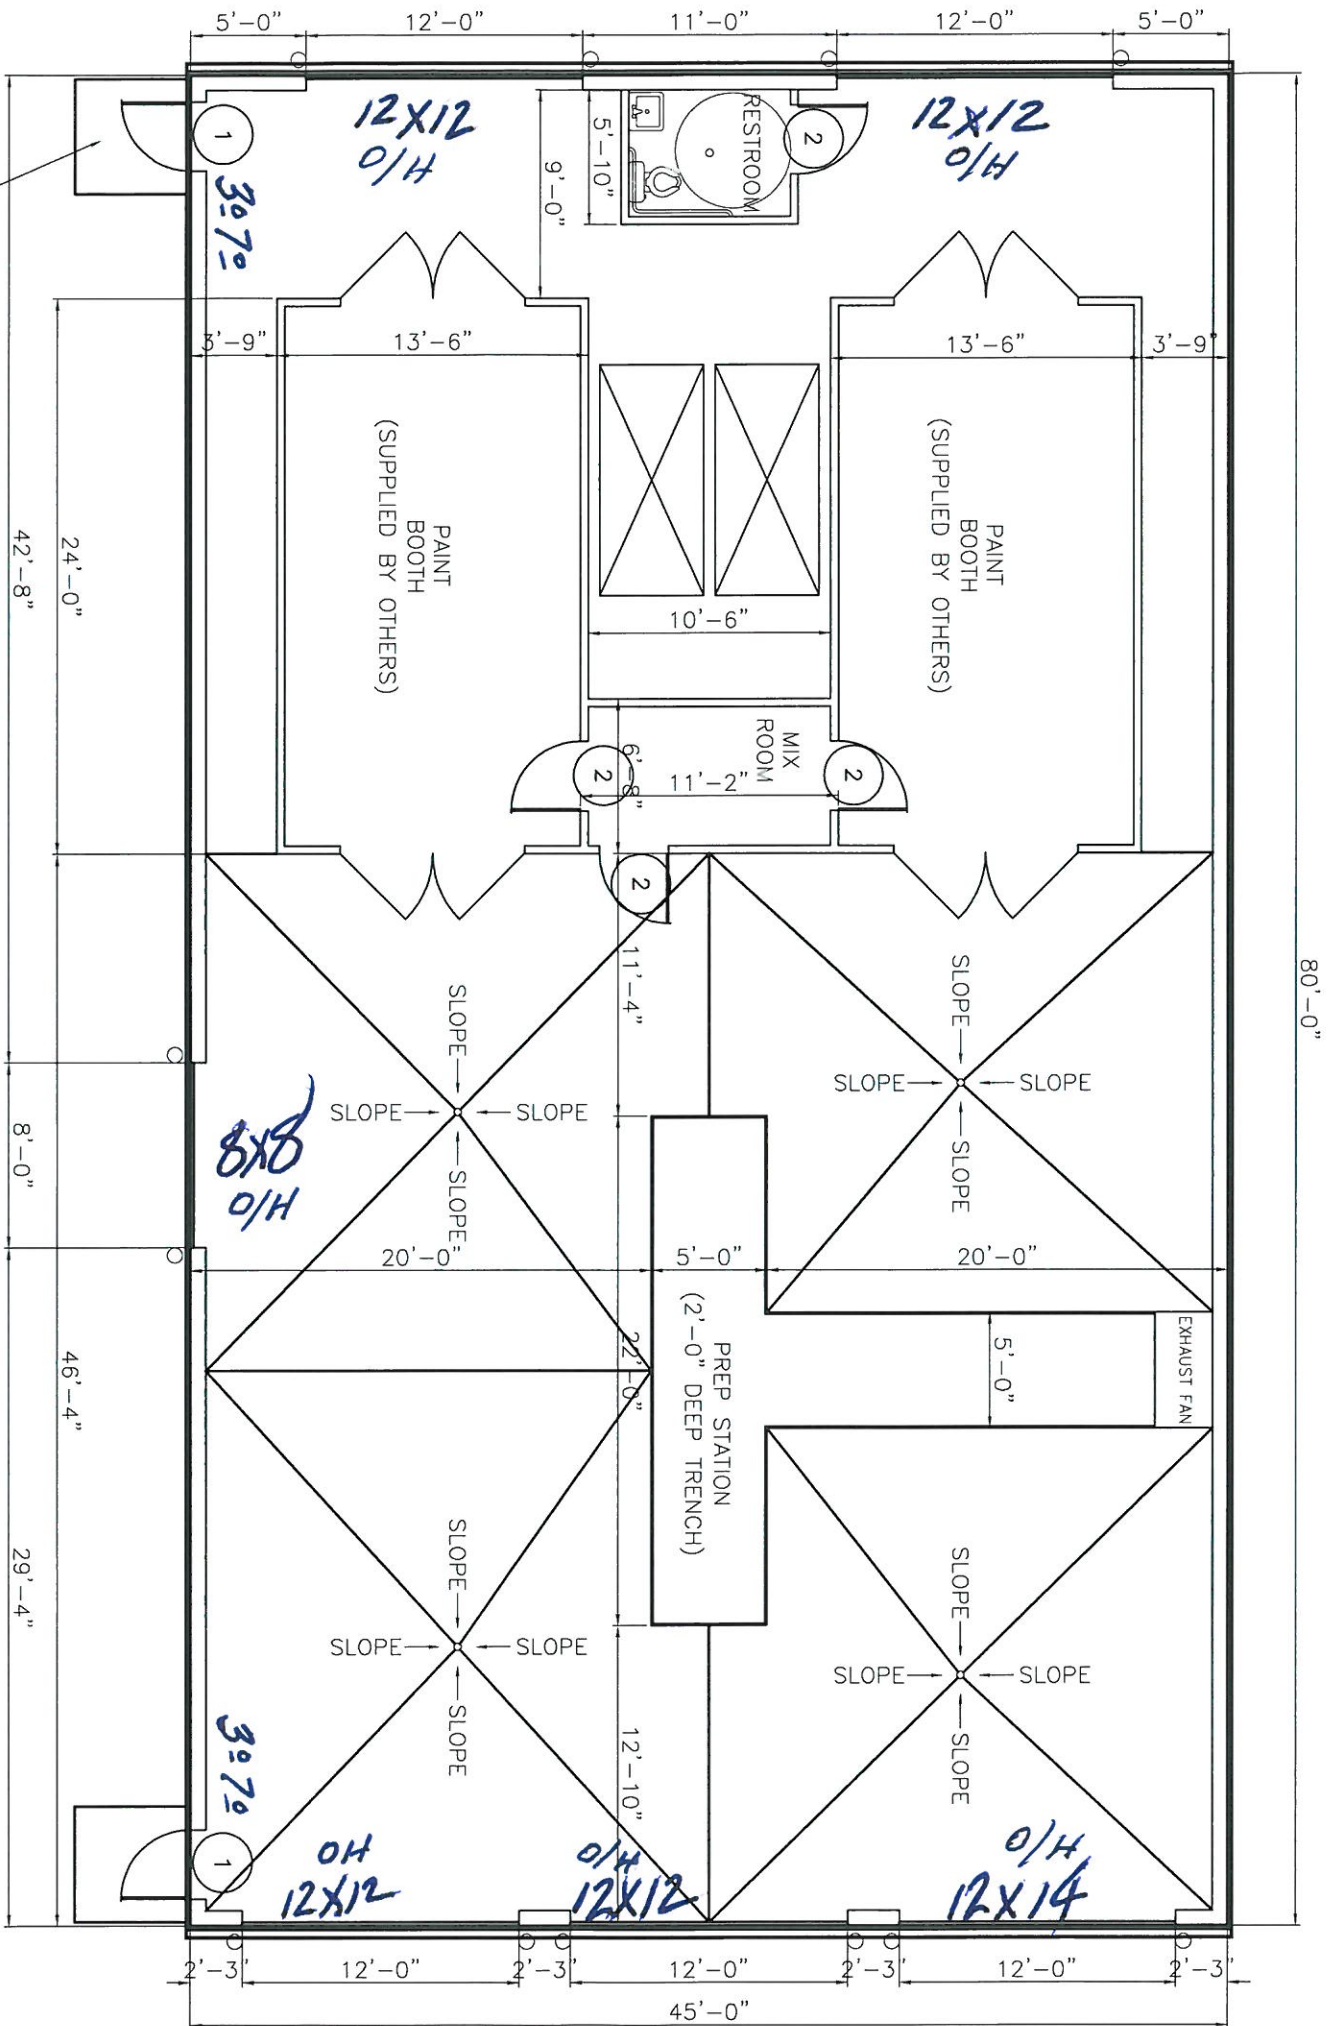 5'-0"
12'-0"
11'-0"
12'-0"
5'-0"
1
12X12
O/H
3º 7º
5'-10"
9'-0"
RESTROOM
2
12X12
O/H
3'-9"
13'-6"
13'-6"
3'-9
PAINT
BOOTH
(SUPPLIED BY OTHERS)
10'-6"
PAINT
BOOTH
(SUPPLIED BY OTHERS)
42'-8"
24'-0"
MIX
ROOM
6'-8"
11'-2"
2
2
2
11'-4"
80'-0"
SLOPE
SLOPE
SLOPE
SLOPE
SLOPE
SLOPE
SLOPE
SLOPE
8'-0"
8X8
O/H
20'-0"
5'-0"
20'-0"
PREP STATION
(2'-0" DEEP TRENCH)
22'-0"
5'-0"
EXHAUST FAN
46'-4"
29'-4"
SLOPE
SLOPE
SLOPE
SLOPE
SLOPE
SLOPE
SLOPE
SLOPE
12'-10"
3º 7º
1
OH
12X12
O/H
12X12
O/H
12X14
2'-3"
12'-0"
2'-3"
12'-0"
2'-3"
12'-0"
2'-3"
45'-0"